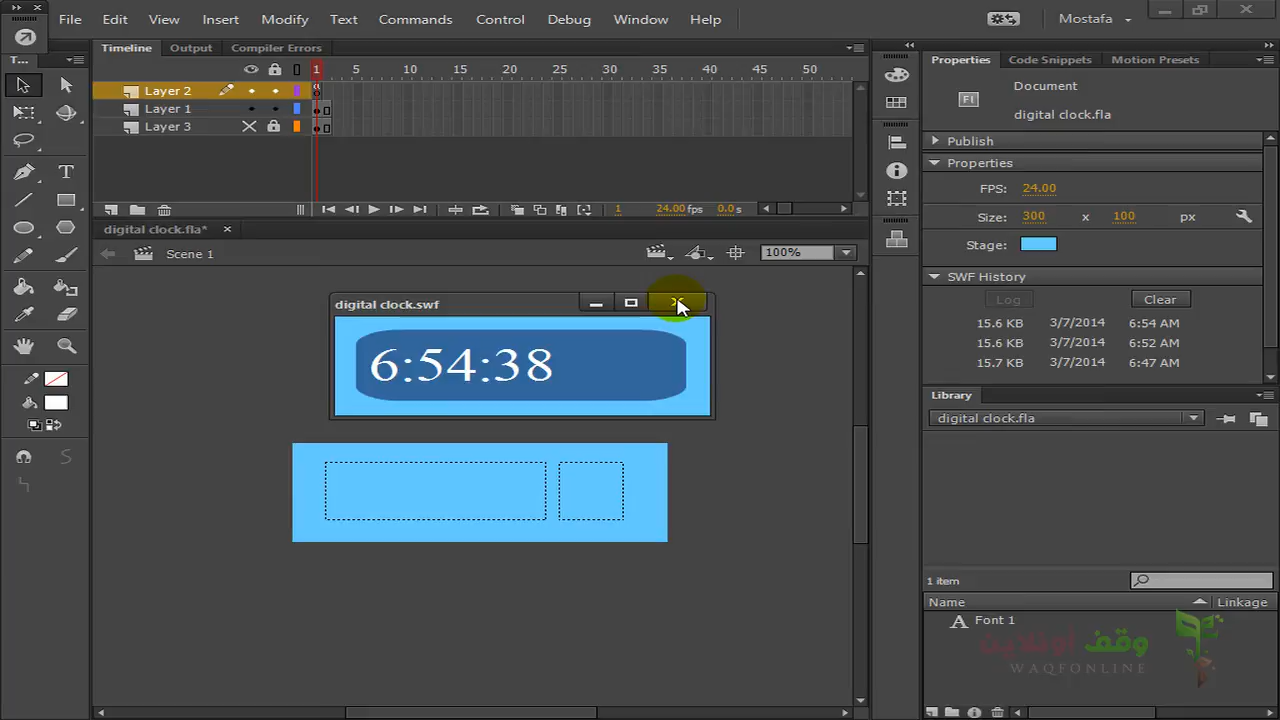 File Edit View Insert Modify Text Commands Control Debug Window Help
Mostafa
T...
Timeline Output Compiler Errors
1 5 10 15 20 25 30 35 40 45 50
Layer 2
Layer 1
Layer 3
1 24.00 fps 0.0 s
digital clock.fla*
Scene 1
100%
digital clock.swf
6:54:38
Properties Code Snippets Motion Presets
Fl
Document
digital clock.fla
Publish
Properties
FPS: 24.00
Size: 300 x 100 px
Stage:
SWF History
Log Clear
15.6 KB 3/7/2014 6:54 AM
15.6 KB 3/7/2014 6:52 AM
15.7 KB 3/7/2014 6:47 AM
Library
digital clock.fla
1 item
Name Linkage
A Font 1
وقف أونلاين
WAQFONLINE